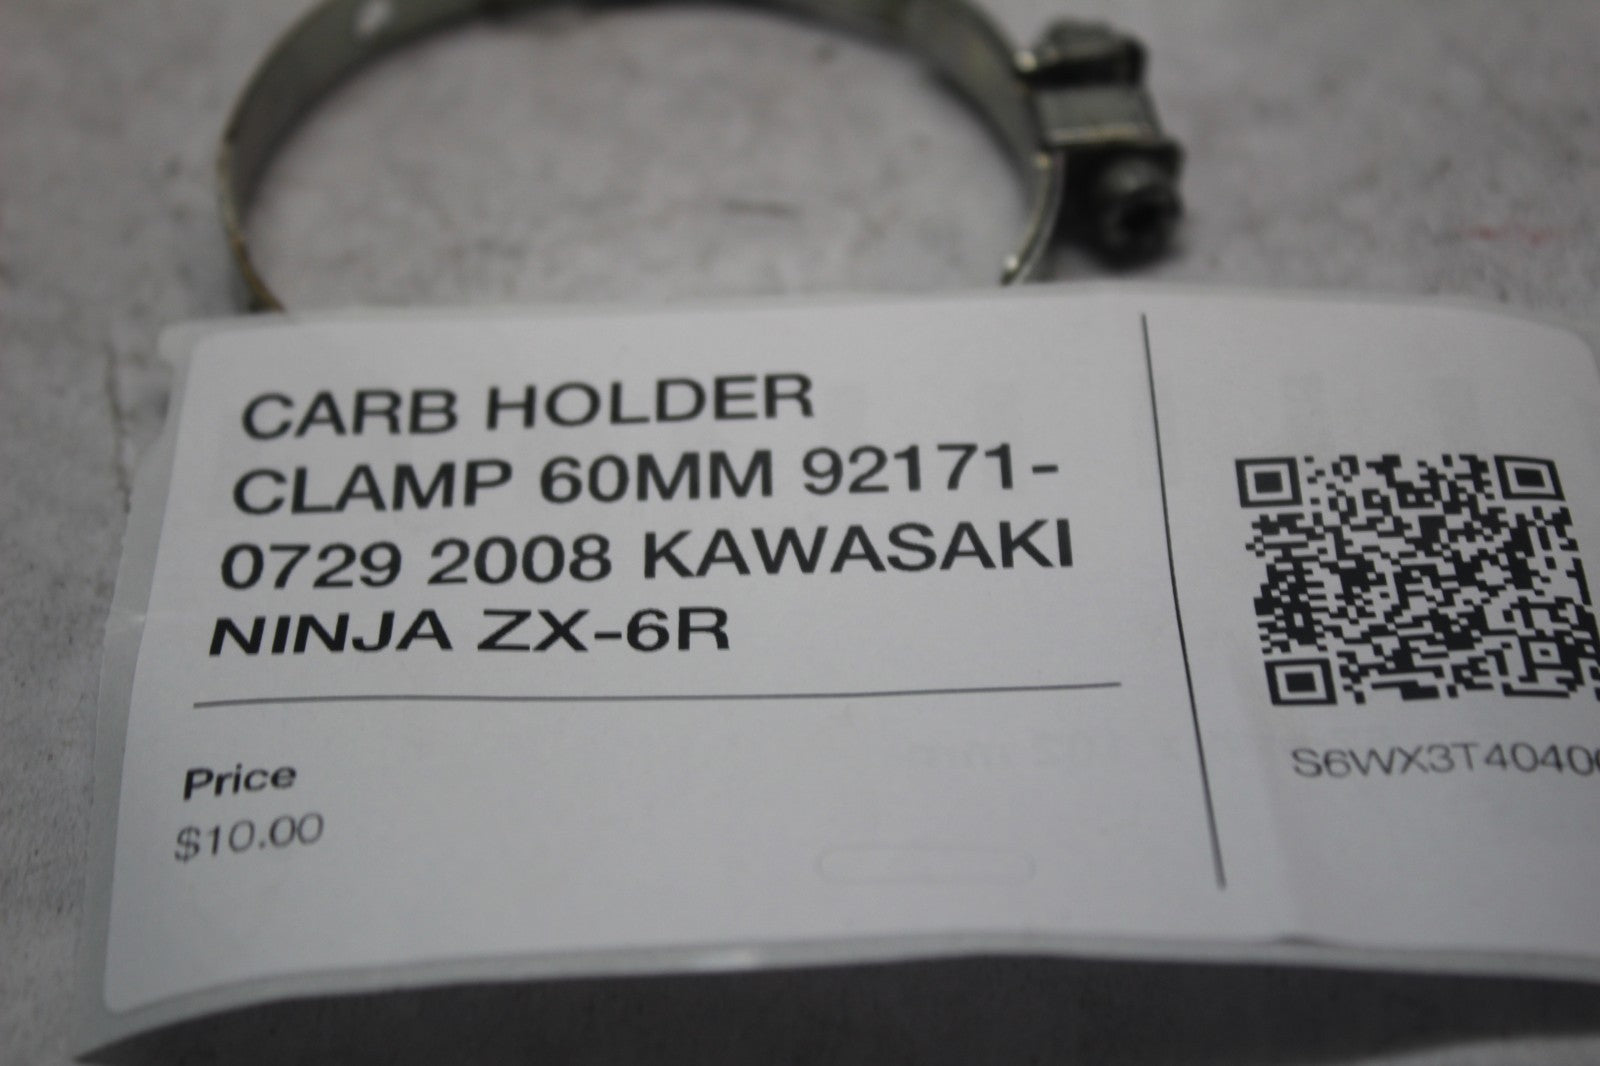 CARB HOLDER
CLAMP 60MM 92171-
0729 2008 KAWASAKI
NINJA ZX-6R
Price
$10.00